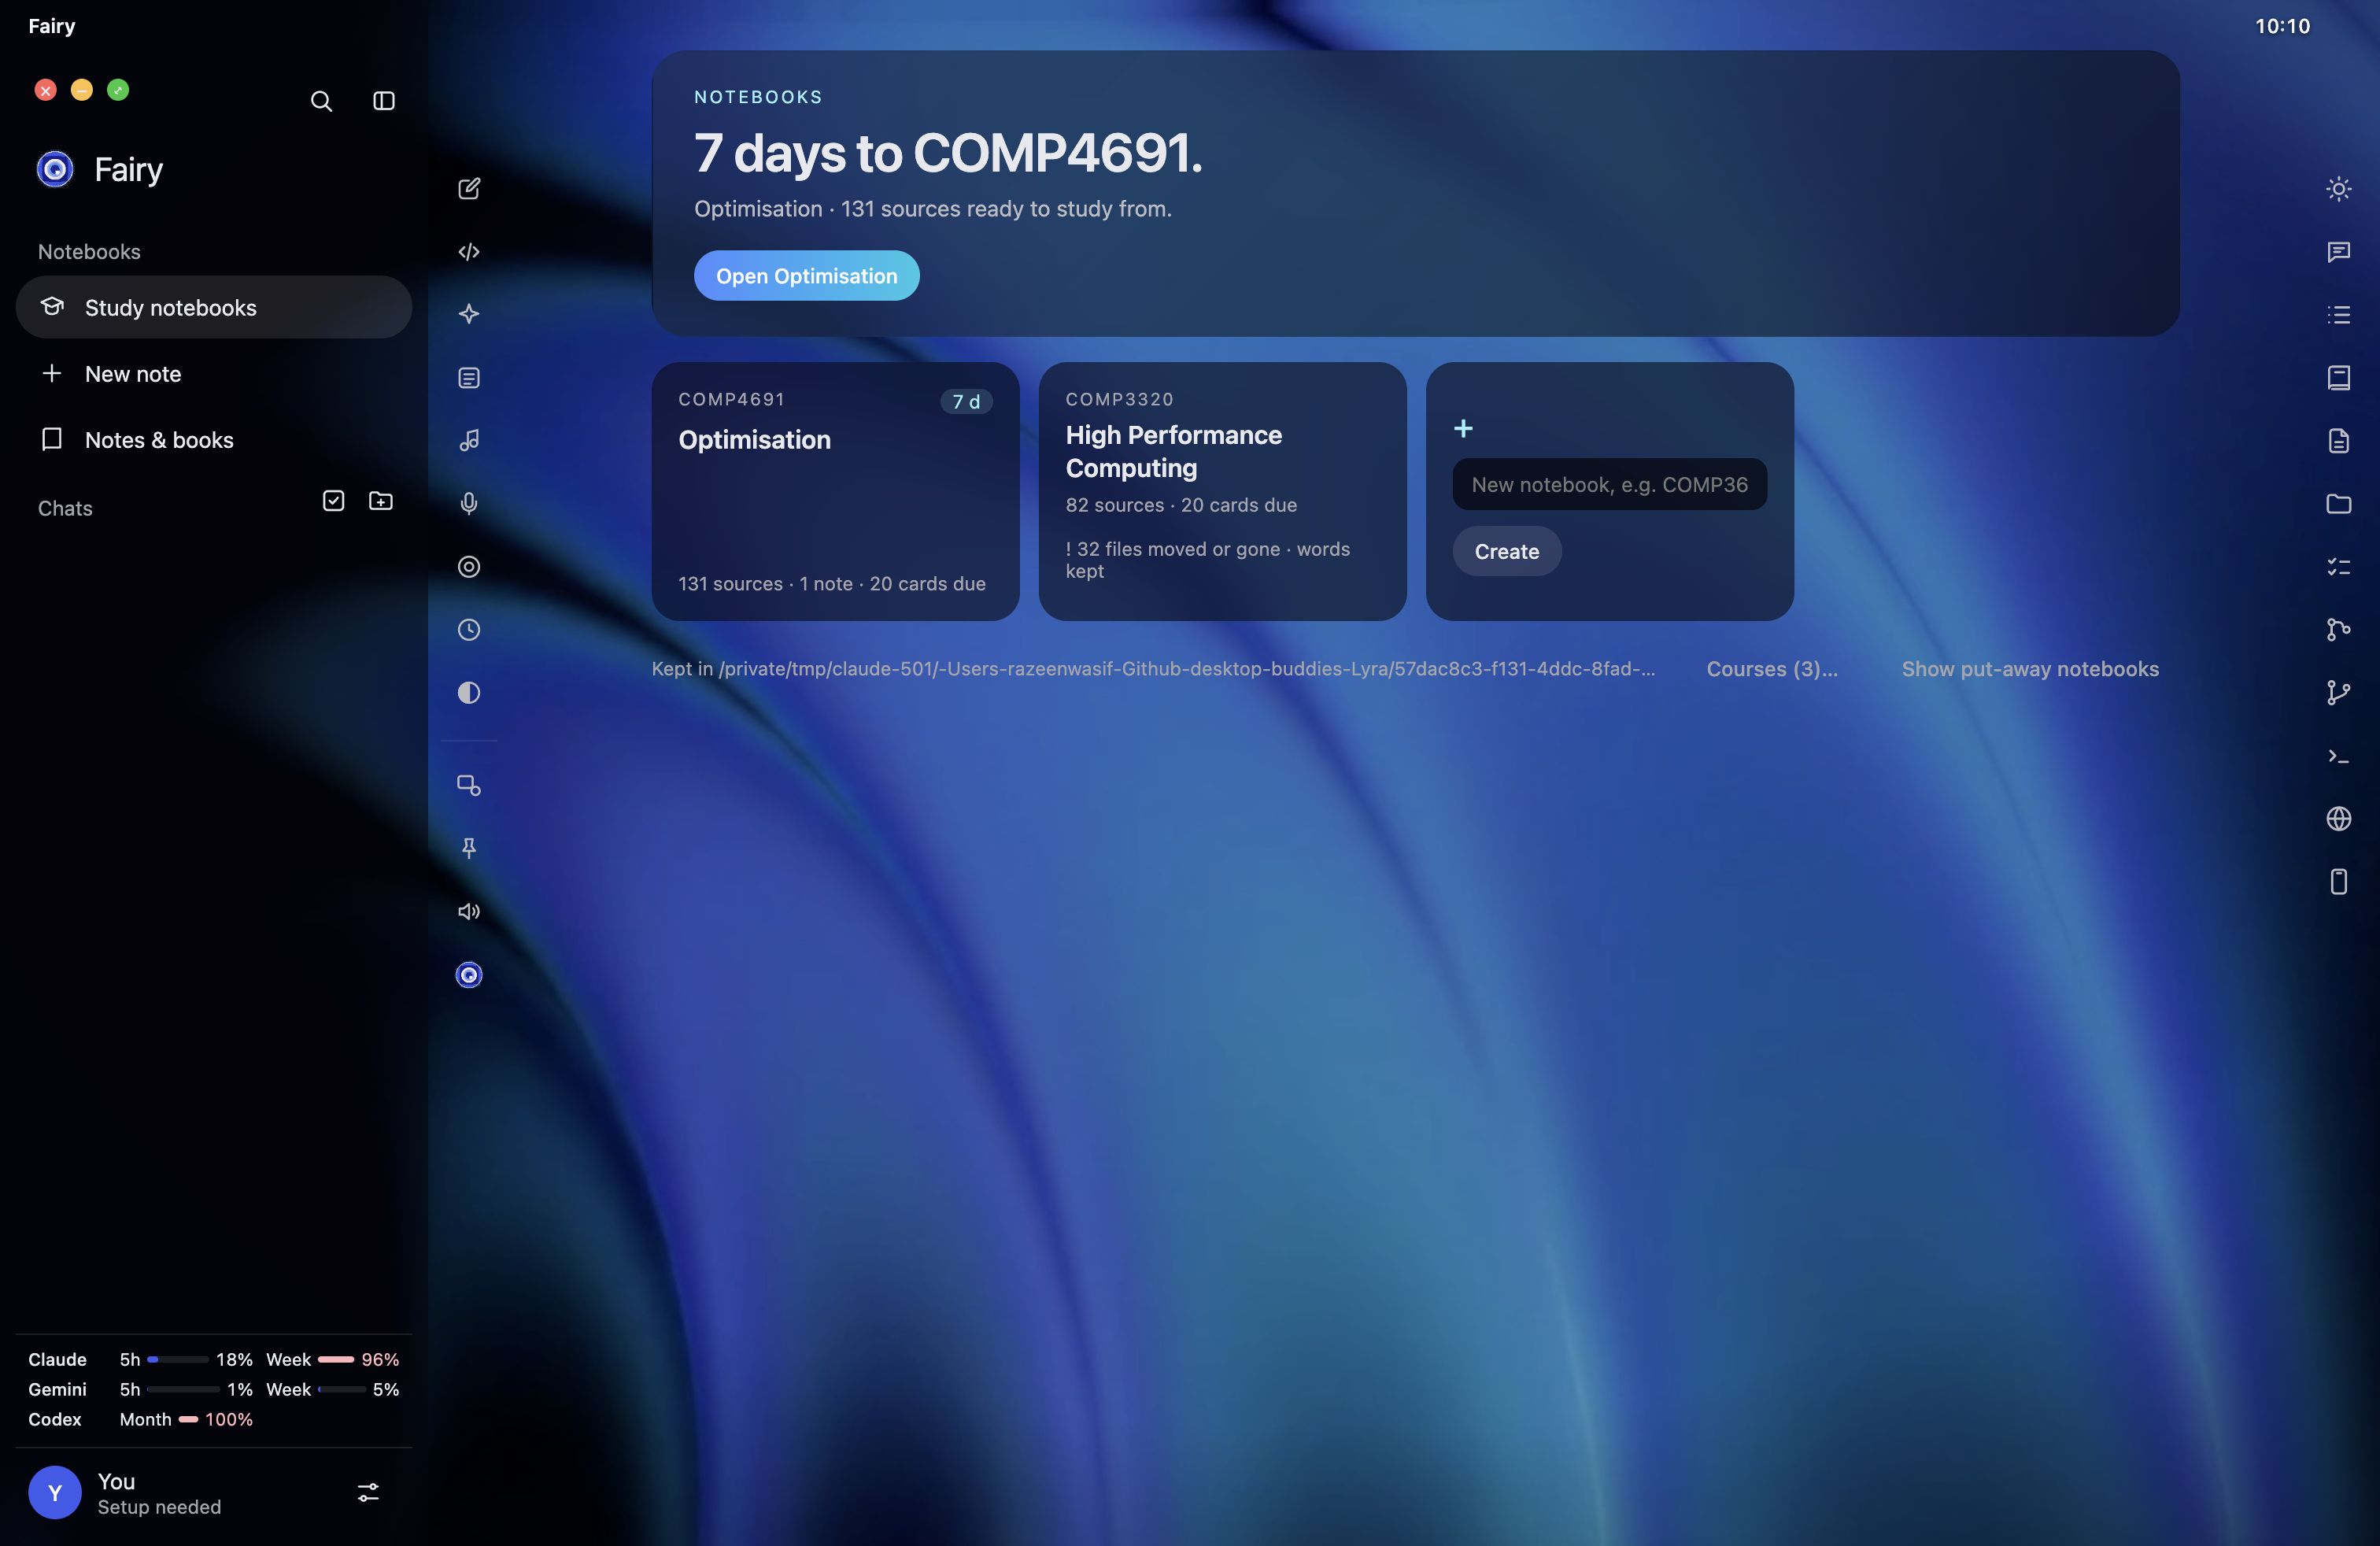 Fairy
10:10
Fairy
Notebooks
Study notebooks
New note
Notes & books
Chats
NOTEBOOKS
7 days to COMP4691.
Optimisation · 131 sources ready to study from.
Open Optimisation
COMP4691
7 d
Optimisation
131 sources · 1 note · 20 cards due
COMP3320
High Performance
Computing
82 sources · 20 cards due
! 32 files moved or gone · words
kept
+
New notebook, e.g. COMP36
Create
Kept in /private/tmp/claude-501/-Users-razeenwasif-Github-desktop-buddies-Lyra/57dac8c3-f131-4ddc-8fad-...
Courses (3)...
Show put-away notebooks
Claude 5h 18% Week 96%
Gemini 5h 1% Week 5%
Codex Month 100%
Y
You
Setup needed